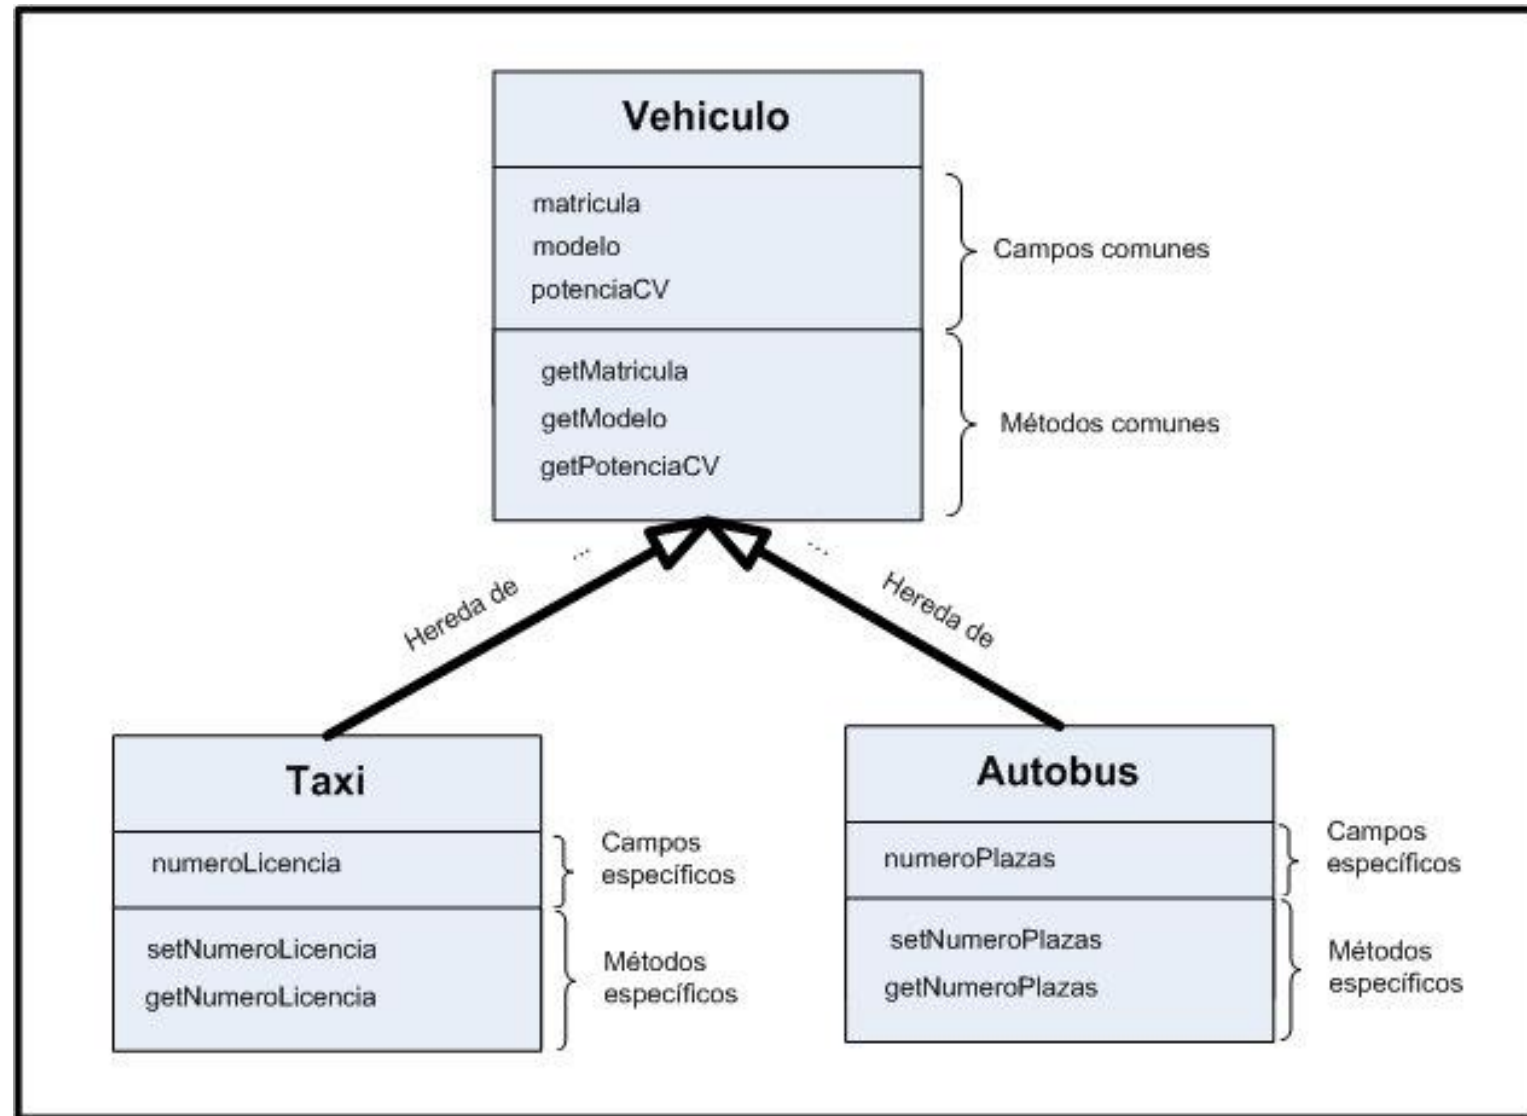 Vehiculo
matricula
modelo
potenciaCV
Campos comunes
getMatricula
getModelo
getPotenciaCV
Métodos comunes
...
...
Hereda de
Hereda de
Taxi
numeroLicencia
Campos
específicos
setNumeroLicencia
getNumeroLicencia
Métodos
específicos
Autobus
numeroPlazas
Campos
específicos
setNumeroPlazas
getNumeroPlazas
Métodos
específicos